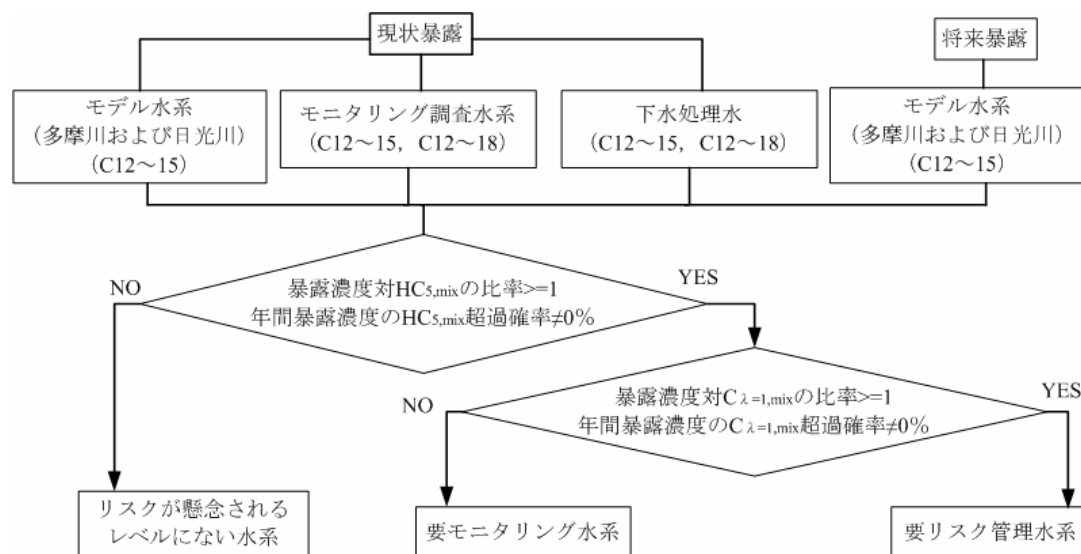 現状暴露
将来暴露
モデル水系
（多摩川および日光川）
（C12～15）
モニタリング調査水系
（C12～15，C12～18）
下水処理水
（C12～15，C12～18）
モデル水系
（多摩川および日光川）
（C12～15）
NO
YES
暴露濃度対HC5,mixの比率>=1
年間暴露濃度のHC5,mix超過確率≠0%
NO
YES
暴露濃度対Cλ=1,mixの比率>=1
年間暴露濃度のCλ=1,mix超過確率≠0%
リスクが懸念される
レベルにない水系
要モニタリング水系
要リスク管理水系